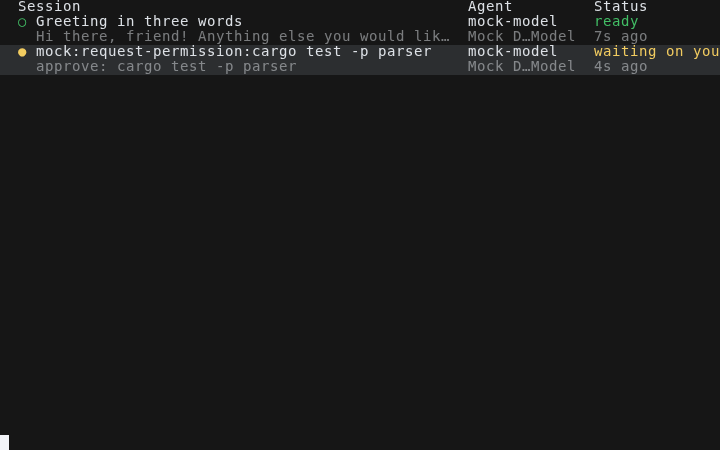 Session Agent Status
○ Greeting in three words mock-model ready
Hi there, friend! Anything else you would lik… Mock D…Model 7s ago
● mock:request-permission:cargo test -p parser mock-model waiting on you
approve: cargo test -p parser Mock D…Model 4s ago